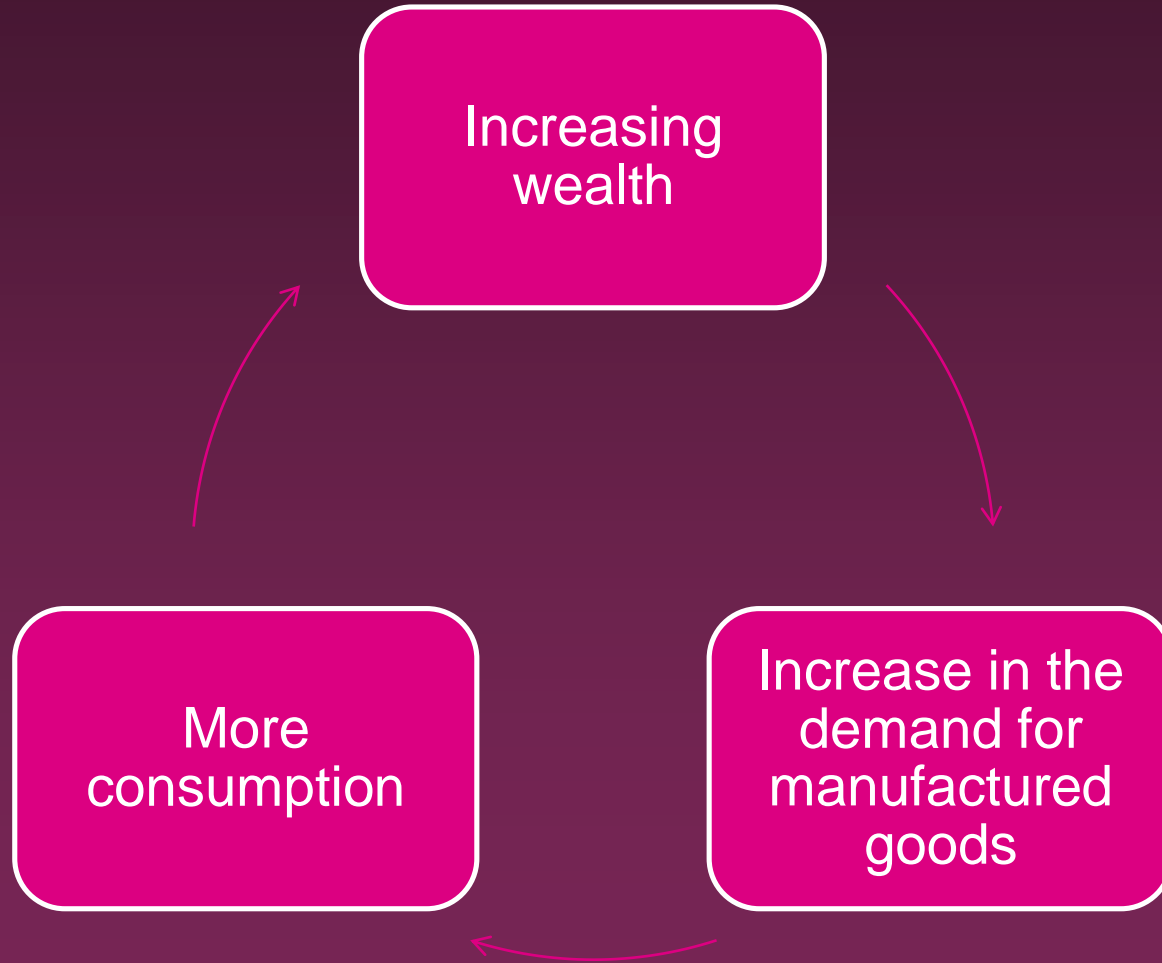 Increasing
wealth
Increase in the
demand for
manufactured
goods
More
consumption